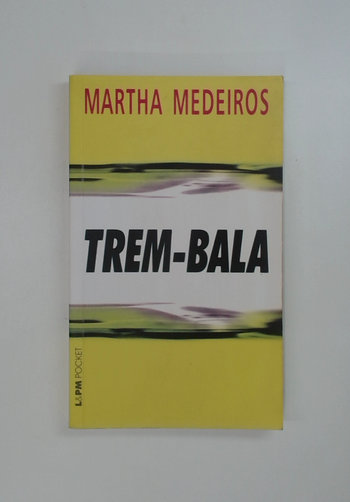 MARTHA MEDEIROS
TREM-BALA
L&PM POCKET